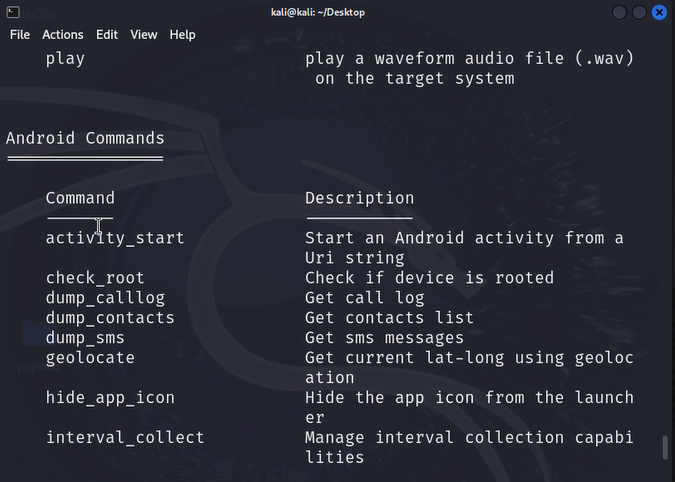 kali@kali: ~/Desktop
File Actions Edit View Help
play play a waveform audio file (.wav)
on the target system
Android Commands
Command Description
activity_start Start an Android activity from a
Uri string
check_root Check if device is rooted
dump_calllog Get call log
dump_contacts Get contacts list
dump_sms Get sms messages
geolocate Get current lat-long using geoloc
ation
hide_app_icon Hide the app icon from the launch
er
interval_collect Manage interval collection capabi
lities